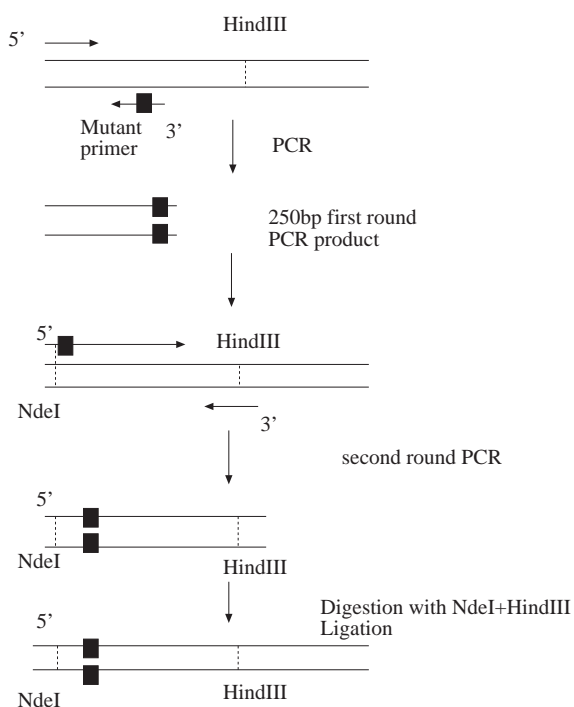 HindIII
5’
Mutant
primer
3’
PCR
250bp first round
PCR product
5’
HindIII
NdeI
3’
second round PCR
5’
NdeI
HindIII
Digestion with NdeI+HindIII
Ligation
5’
NdeI
HindIII